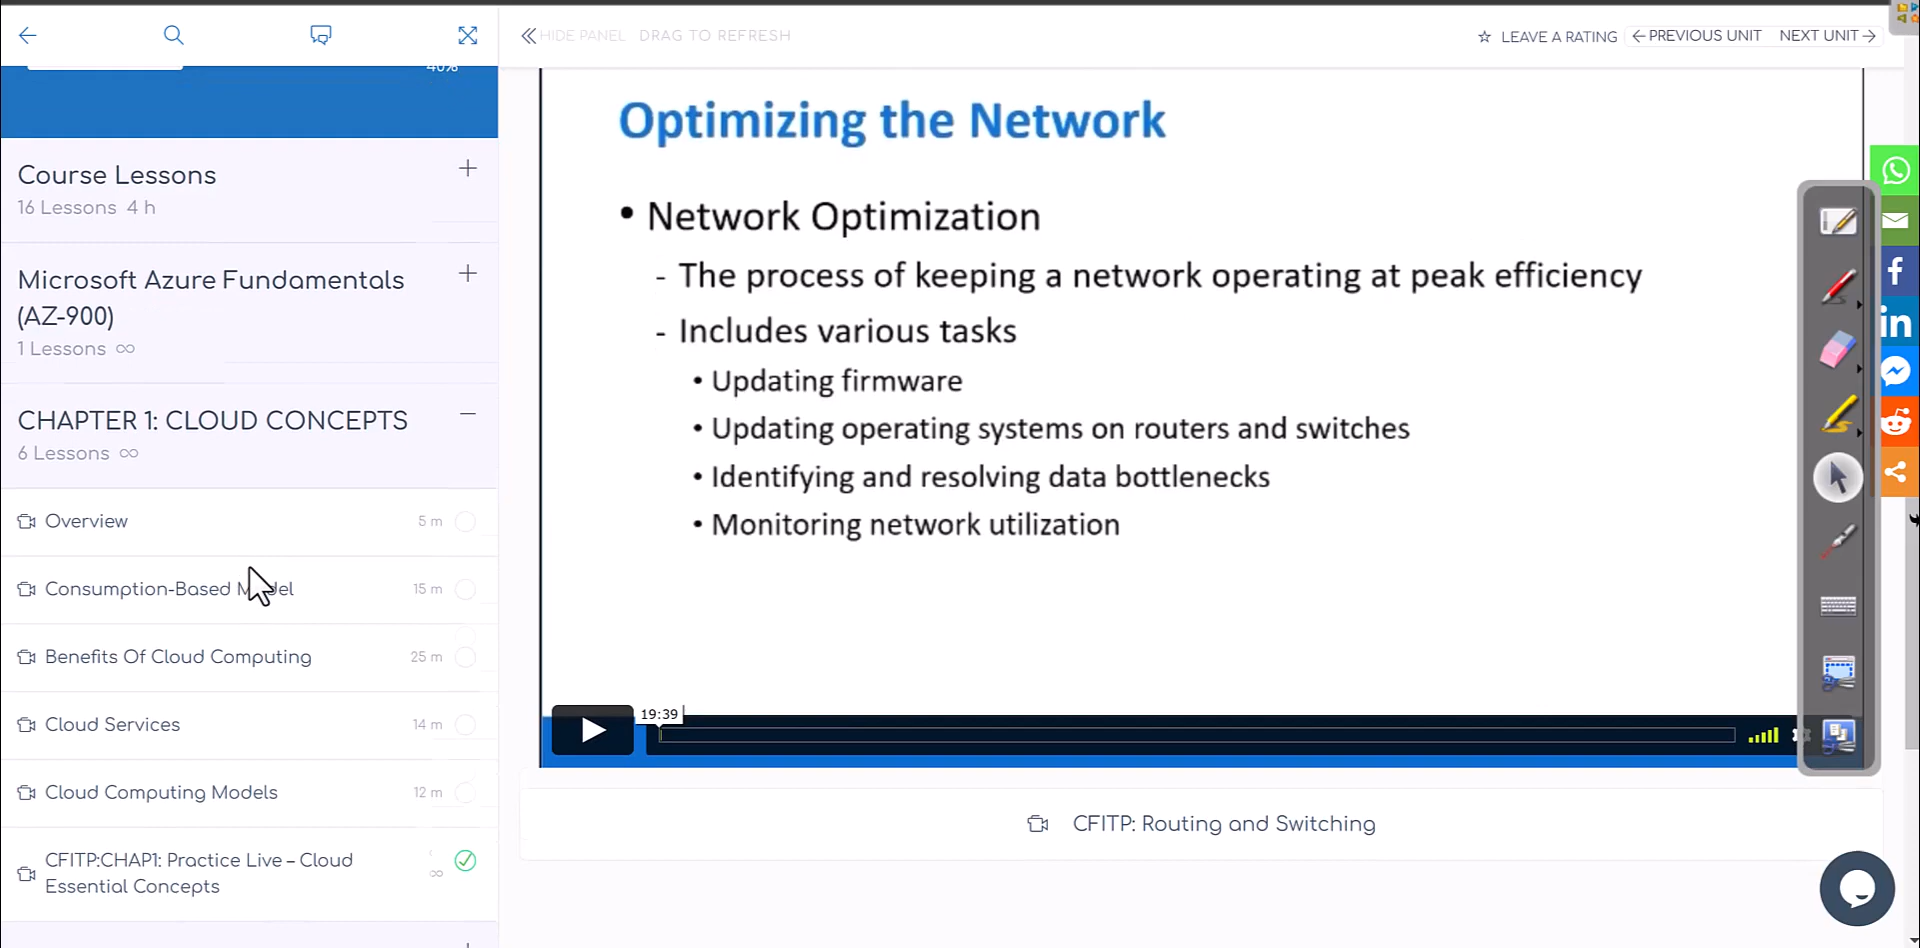 HIDE PANEL
DRAG TO REFRESH
LEAVE A RATING
PREVIOUS UNIT
NEXT UNIT
40%
Course Lessons
16 Lessons 4 h
Microsoft Azure Fundamentals
(AZ-900)
1 Lessons ∞
CHAPTER 1: CLOUD CONCEPTS
6 Lessons ∞
Overview 5 m
Consumption-Based Model 15 m
Benefits Of Cloud Computing 25 m
Cloud Services 14 m
Cloud Computing Models 12 m
CFITP:CHAP1: Practice Live – Cloud
Essential Concepts ∞
Optimizing the Network
• Network Optimization
- The process of keeping a network operating at peak efficiency
- Includes various tasks
• Updating firmware
• Updating operating systems on routers and switches
• Identifying and resolving data bottlenecks
• Monitoring network utilization
19:39
CFITP: Routing and Switching